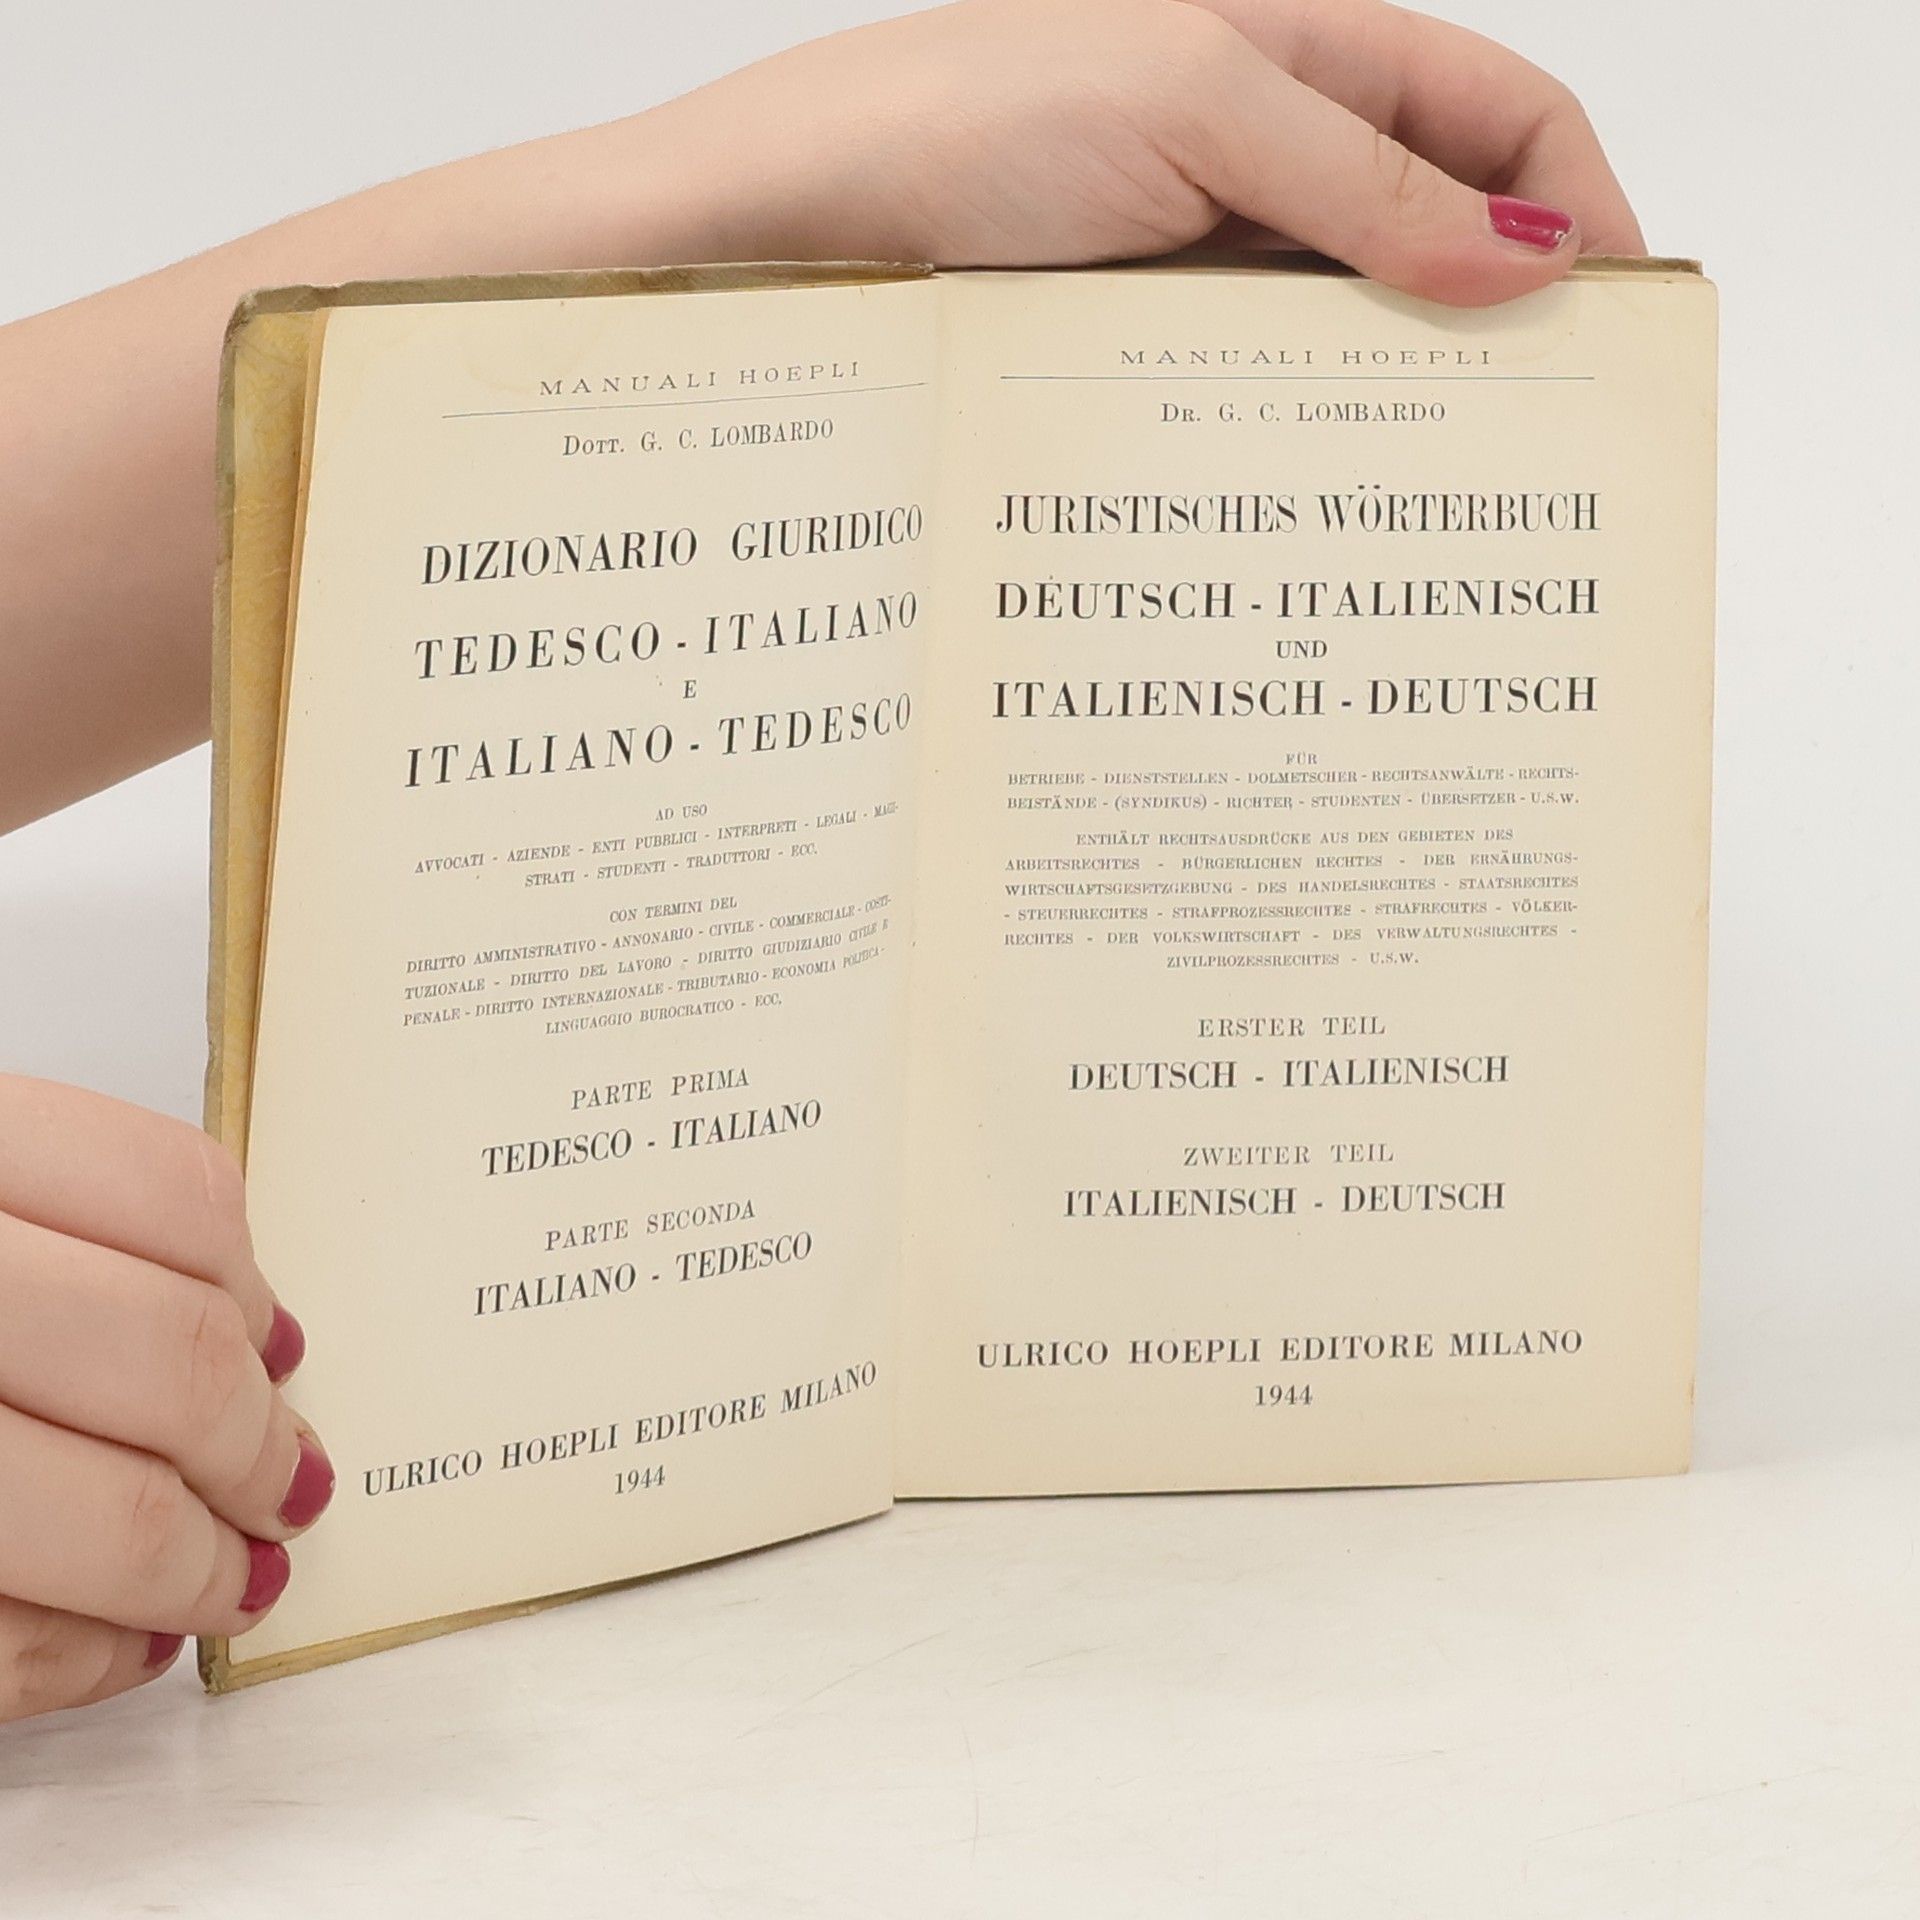 MANUALI HOEPLI
DOTT. G. C. LOMBARDO
DIZIONARIO GIURIDICO
TEDESCO - ITALIANO
E
ITALIANO - TEDESCO
AD USO
AVVOCATI - AZIENDE - ENTI PUBBLICI - INTERPRETI - LEGALI - MAGI-
STRATI - STUDENTI - TRADUTTORI - ECC.
CON TERMINI DEL
DIRITTO AMMINISTRATIVO - ANNONARIO - CIVILE - COMMERCIALE - COSTI-
TUZIONALE - DIRITTO DEL LAVORO - DIRITTO GIUDIZIARIO CIVILE E
PENALE - DIRITTO INTERNAZIONALE - TRIBUTARIO - ECONOMIA POLITICA -
LINGUAGGIO BUROCRATICO - ECC.
PARTE PRIMA
TEDESCO - ITALIANO
PARTE SECONDA
ITALIANO - TEDESCO
ULRICO HOEPLI EDITORE MILANO
1944
MANUALI HOEPLI
DR. G. C. LOMBARDO
JURISTISCHES WÖRTERBUCH
DEUTSCH - ITALIENISCH
UND
ITALIENISCH - DEUTSCH
FÜR
BETRIEBE - DIENSTSTELLEN - DOLMETSCHER - RECHTSANWÄLTE - RECHTS-
BEISTÄNDE - (SYNDIKUS) - RICHTER - STUDENTEN - ÜBERSETZER - U.S.W.
ENTHÄLT RECHTSAUSDRÜCKE AUS DEN GEBIETEN DES
ARBEITSRECHTES - BÜRGERLICHEN RECHTES - DER ERNÄHRUNGS-
WIRTSCHAFTSGESETZGEBUNG - DES HANDELSRECHTES - STAATSRECHTES
- STEUERRECHTES - STRAFPROZESSRECHTES - STRAFRECHTES - VÖLKER-
RECHTES - DER VOLKSWIRTSCHAFT - DES VERWALTUNGSRECHTES -
ZIVILPROZESSRECHTES - U.S.W.
ERSTER TEIL
DEUTSCH - ITALIENISCH
ZWEITER TEIL
ITALIENISCH - DEUTSCH
ULRICO HOEPLI EDITORE MILANO
1944